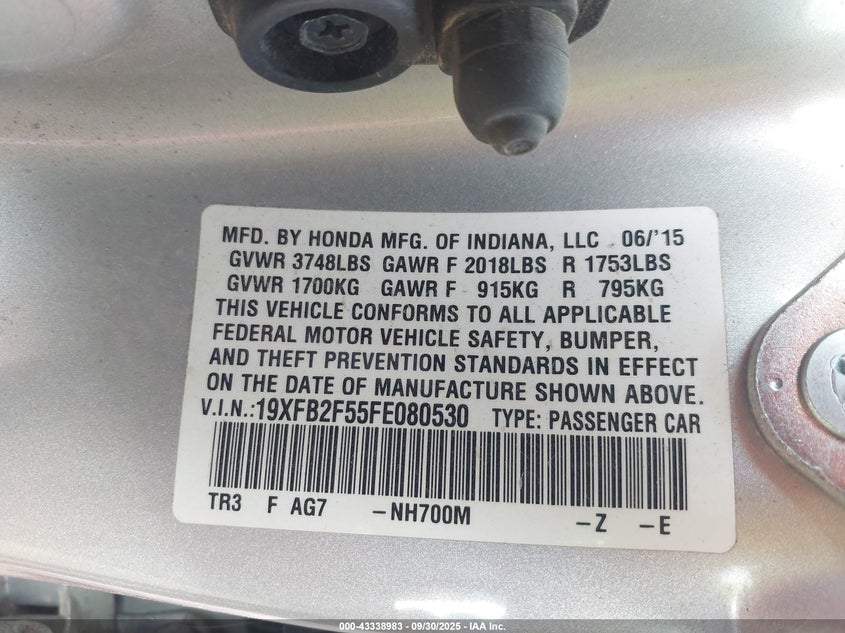 MFD. BY HONDA MFG. OF INDIANA, LLC 06/'15
GVWR 3748LBS GAWR F 2018LBS R 1753LBS
GVWR 1700KG GAWR F 915KG R 795KG
THIS VEHICLE CONFORMS TO ALL APPLICABLE
FEDERAL MOTOR VEHICLE SAFETY, BUMPER,
AND THEFT PREVENTION STANDARDS IN EFFECT
ON THE DATE OF MANUFACTURE SHOWN ABOVE.
V.I.N.:19XFB2F55FE080530 TYPE: PASSENGER CAR
TR3 F AG7 -NH700M -Z -E
000-43338983 - 09/30/2025 - IAA Inc.